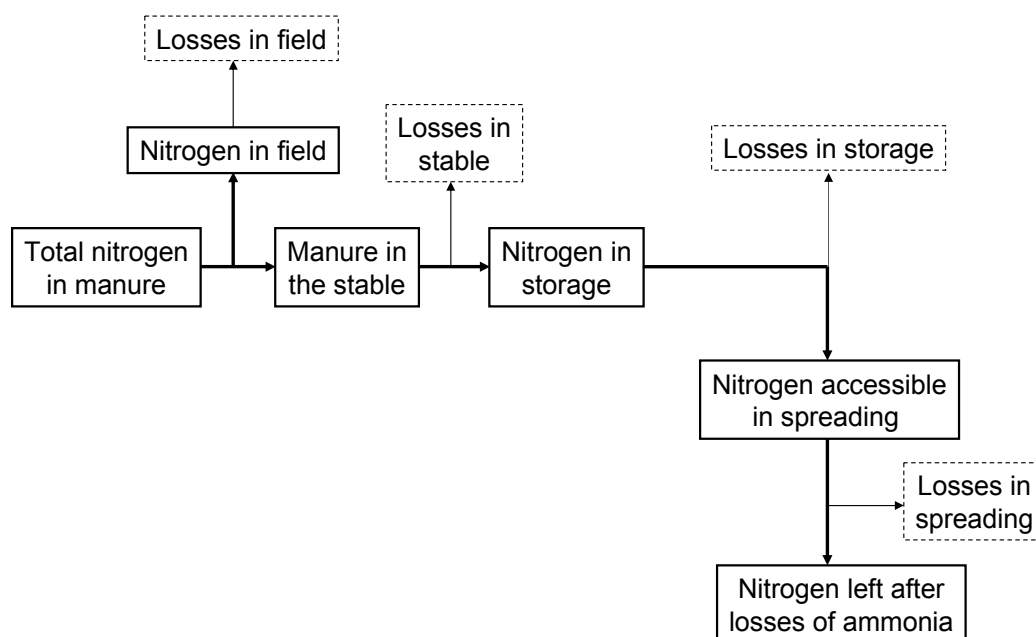 Losses in field
Losses in
stable
Losses in storage
Nitrogen in field
Total nitrogen
in manure
Manure in
the stable
Nitrogen in
storage
Nitrogen accessible
in spreading
Losses in
spreading
Nitrogen left after
losses of ammonia